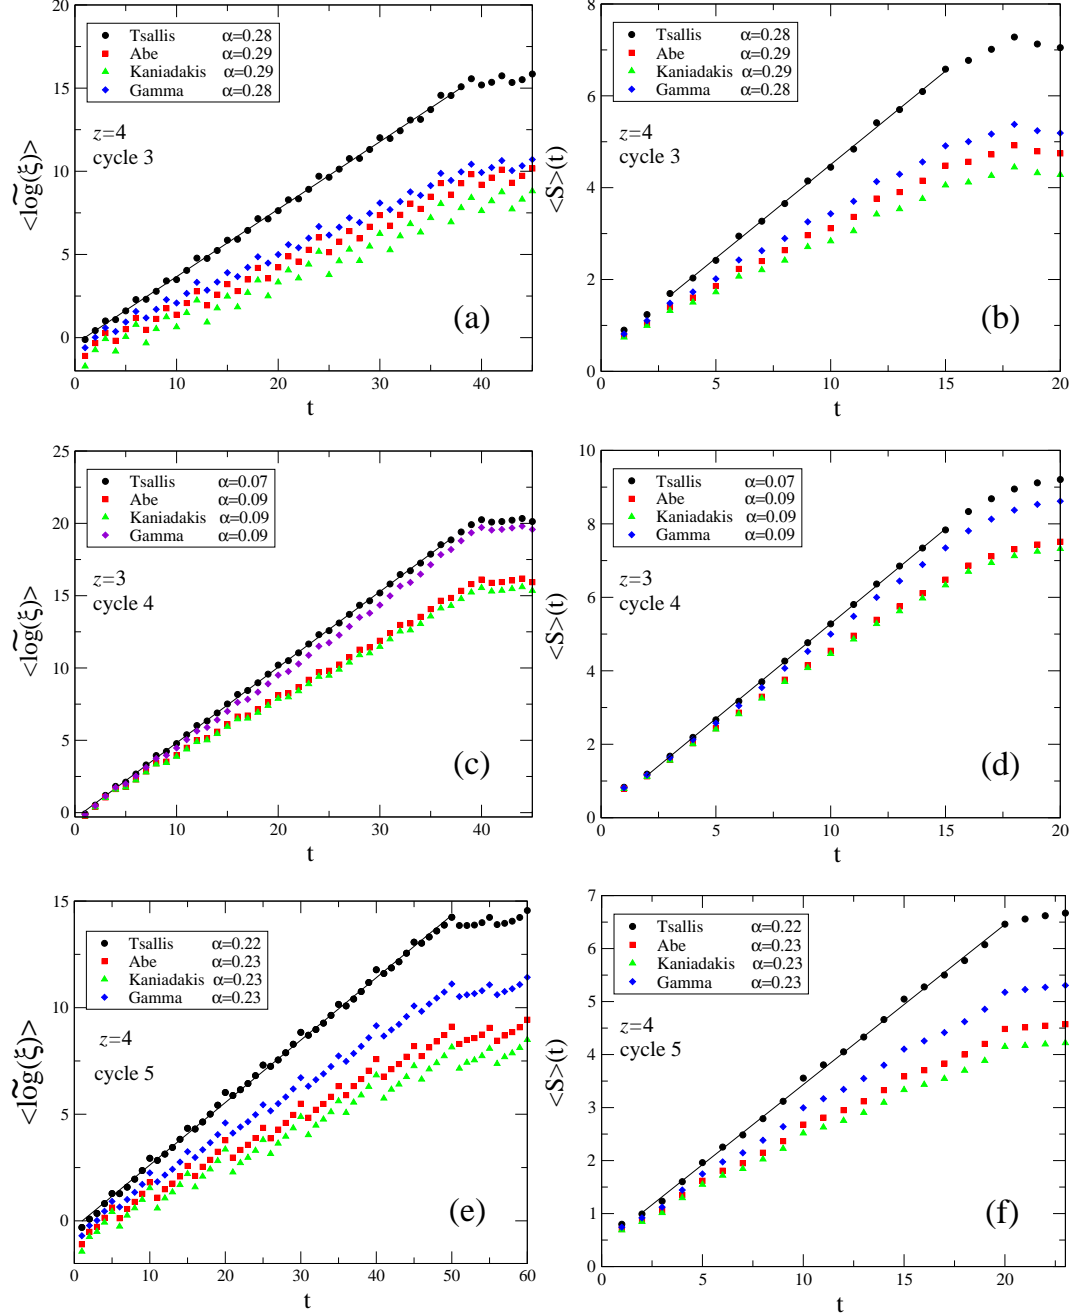 20
15
10
5
0
<log~(ξ)>
Tsallis α=0.28
Abe α=0.29
Kaniadakis α=0.29
Gamma α=0.28
z=4
cycle 3
(a)
0 10 20 30 40
t
8
6
4
2
0
<S>(t)
Tsallis α=0.28
Abe α=0.29
Kaniadakis α=0.29
Gamma α=0.28
z=4
cycle 3
(b)
0 5 10 15 20
t
25
20
15
10
5
0
<log~(ξ)>
Tsallis α=0.07
Abe α=0.09
Kaniadakis α=0.09
Gamma α=0.09
z=3
cycle 4
(c)
0 10 20 30 40
t
10
8
6
4
2
0
<S>(t)
Tsallis α=0.07
Abe α=0.09
Kaniadakis α=0.09
Gamma α=0.09
z=3
cycle 4
(d)
0 5 10 15 20
t
15
10
5
0
<log~(ξ)>
Tsallis α=0.22
Abe α=0.23
Kaniadakis α=0.23
Gamma α=0.23
z=4
cycle 5
(e)
0 10 20 30 40 50 60
t
7
6
5
4
3
2
1
0
<S>(t)
Tsallis α=0.22
Abe α=0.23
Kaniadakis α=0.23
Gamma α=0.23
z=4
cycle 5
(f)
0 5 10 15 20
t